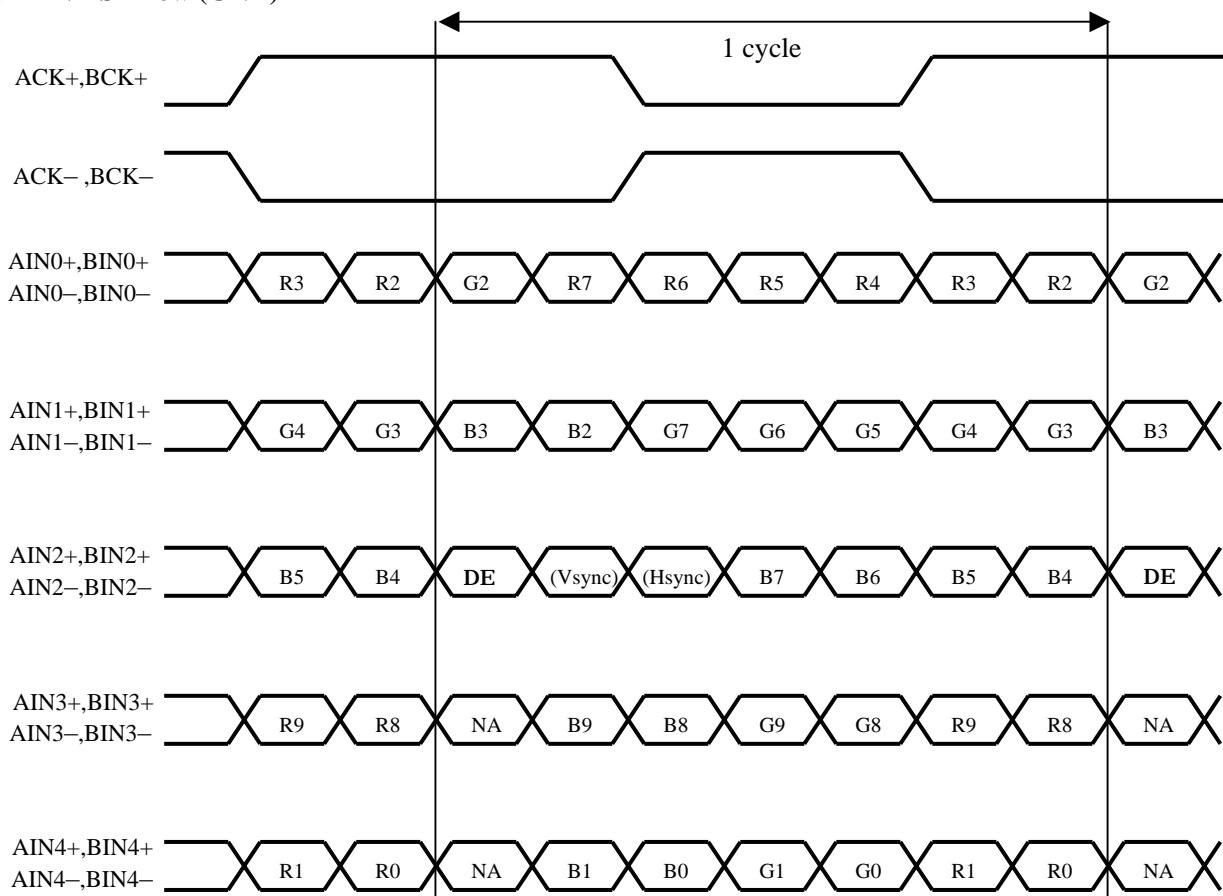 1 cycle
ACK+,BCK+
ACK− ,BCK−
AIN0+,BIN0+
AIN0−,BIN0−
R3 R2 G2 R7 R6 R5 R4 R3 R2 G2
AIN1+,BIN1+
AIN1−,BIN1−
G4 G3 B3 B2 G7 G6 G5 G4 G3 B3
AIN2+,BIN2+
AIN2−,BIN2−
B5 B4 DE (Vsync) (Hsync) B7 B6 B5 B4 DE
AIN3+,BIN3+
AIN3−,BIN3−
R9 R8 NA B9 B8 G9 G8 R9 R8 NA
AIN4+,BIN4+
AIN4−,BIN4−
R1 R0 NA B1 B0 G1 G0 R1 R0 NA